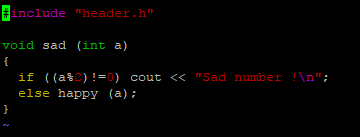 #include "header.h"
void sad (int a)
{
if ((a%2)!=0) cout << "Sad number !\n";
else happy (a);
}
~